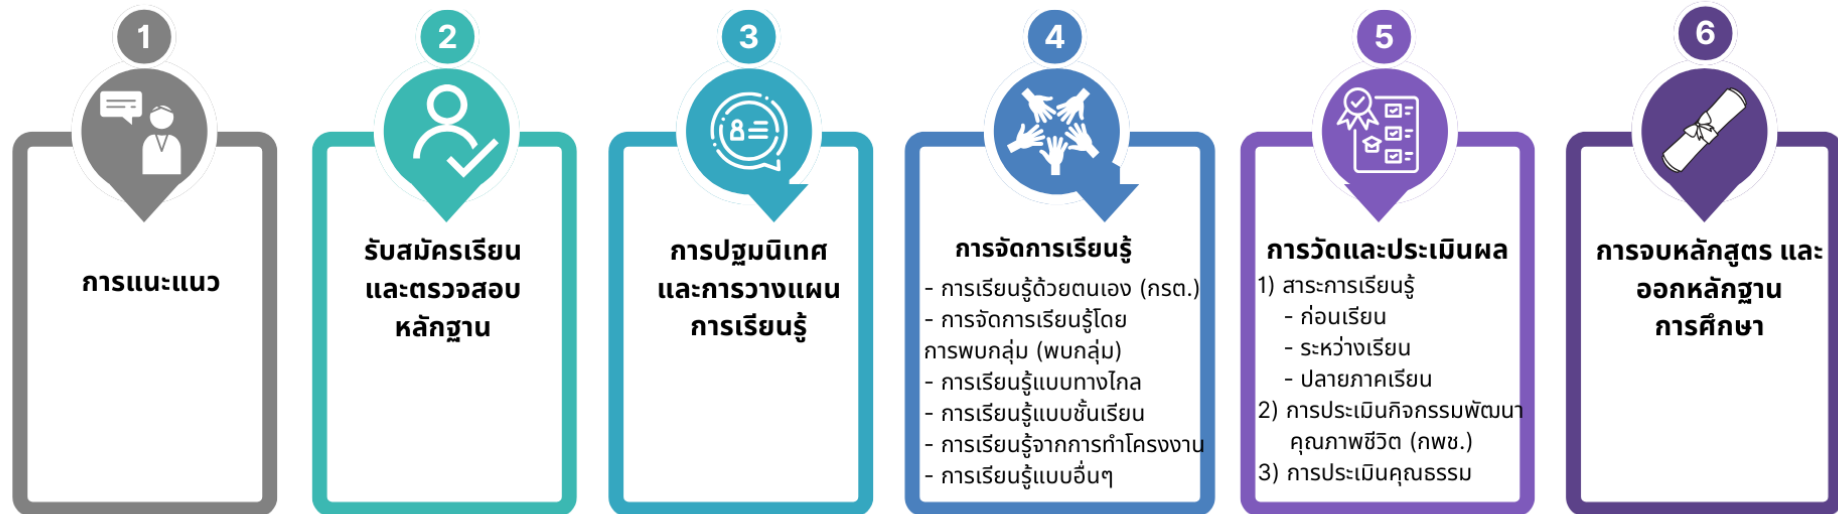 1
การแนะแนว
2
รับสมัครเรียน
และตรวจสอบ
หลักฐาน
3
การปฐมนิเทศ
และการวางแผน
การเรียนรู้
4
การจัดการเรียนรู้
- การเรียนรู้ด้วยตนเอง (กรต.)
- การจัดการเรียนรู้โดย
การพบกลุ่ม (พบกลุ่ม)
- การเรียนรู้แบบทางไกล
- การเรียนรู้แบบชั้นเรียน
- การเรียนรู้จากการทำโครงงาน
- การเรียนรู้แบบอื่นๆ
5
การวัดและประเมินผล
1) สาระการเรียนรู้
- ก่อนเรียน
- ระหว่างเรียน
- ปลายภาคเรียน
2) การประเมินกิจกรรมพัฒนา
คุณภาพชีวิต (กพช.)
3) การประเมินคุณธรรม
6
การจบหลักสูตร และ
ออกหลักฐาน
การศึกษา